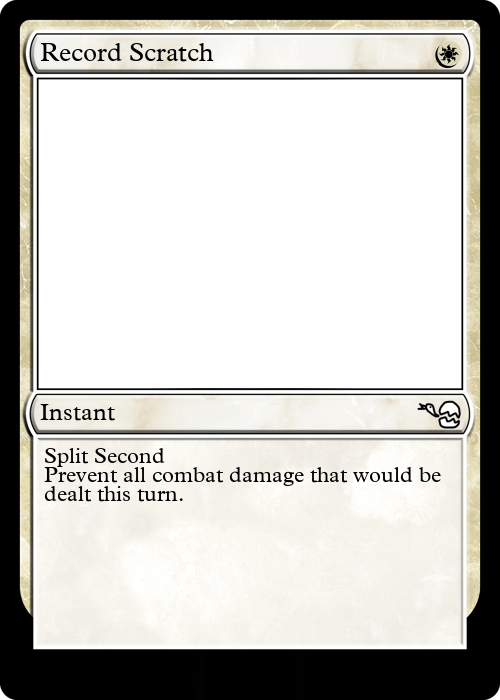 Record Scratch
Instant
Split Second
Prevent all combat damage that would be
dealt this turn.